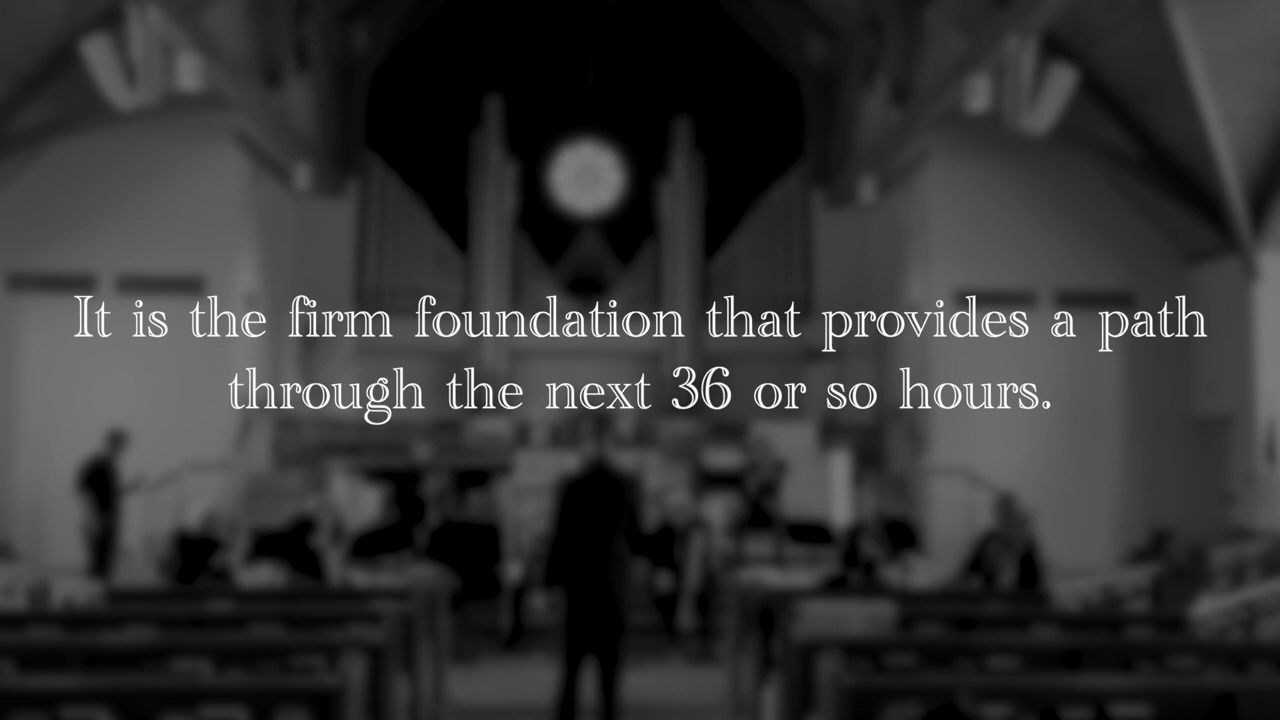 It is the firm foundation that provides a path
through the next 36 or so hours.